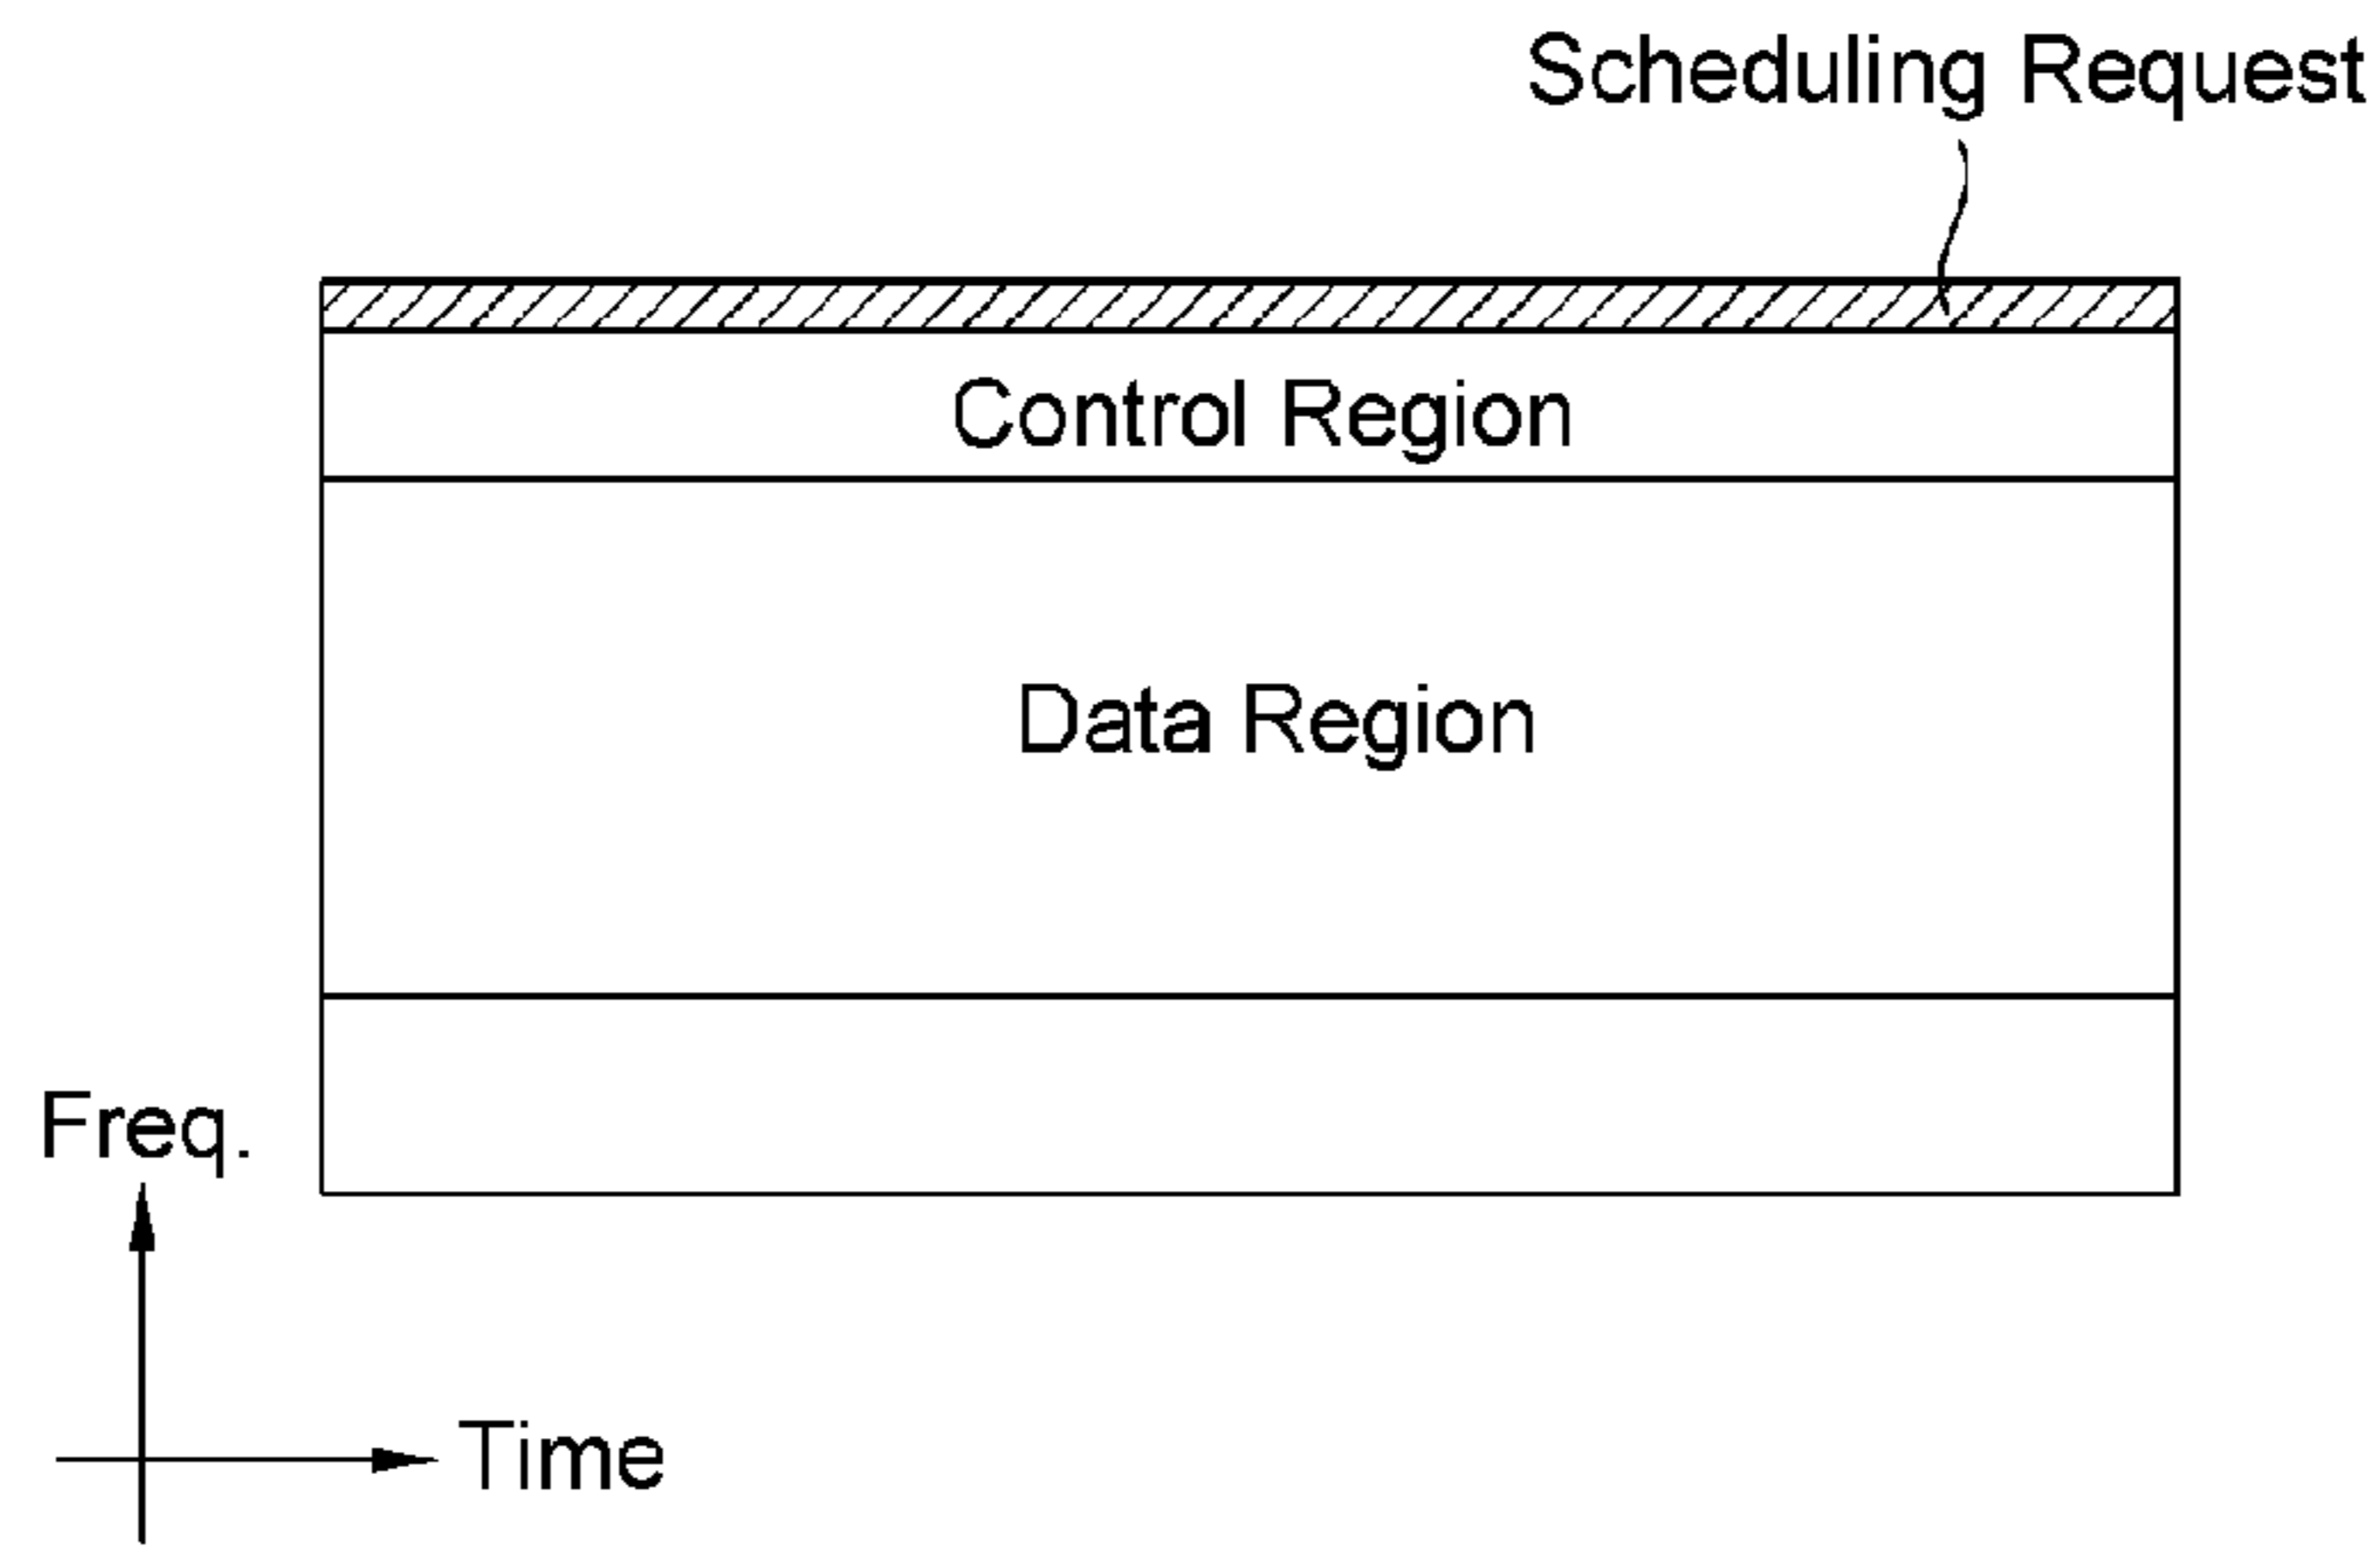 Scheduling Request
Control Region
Data Region
Freq.
Time